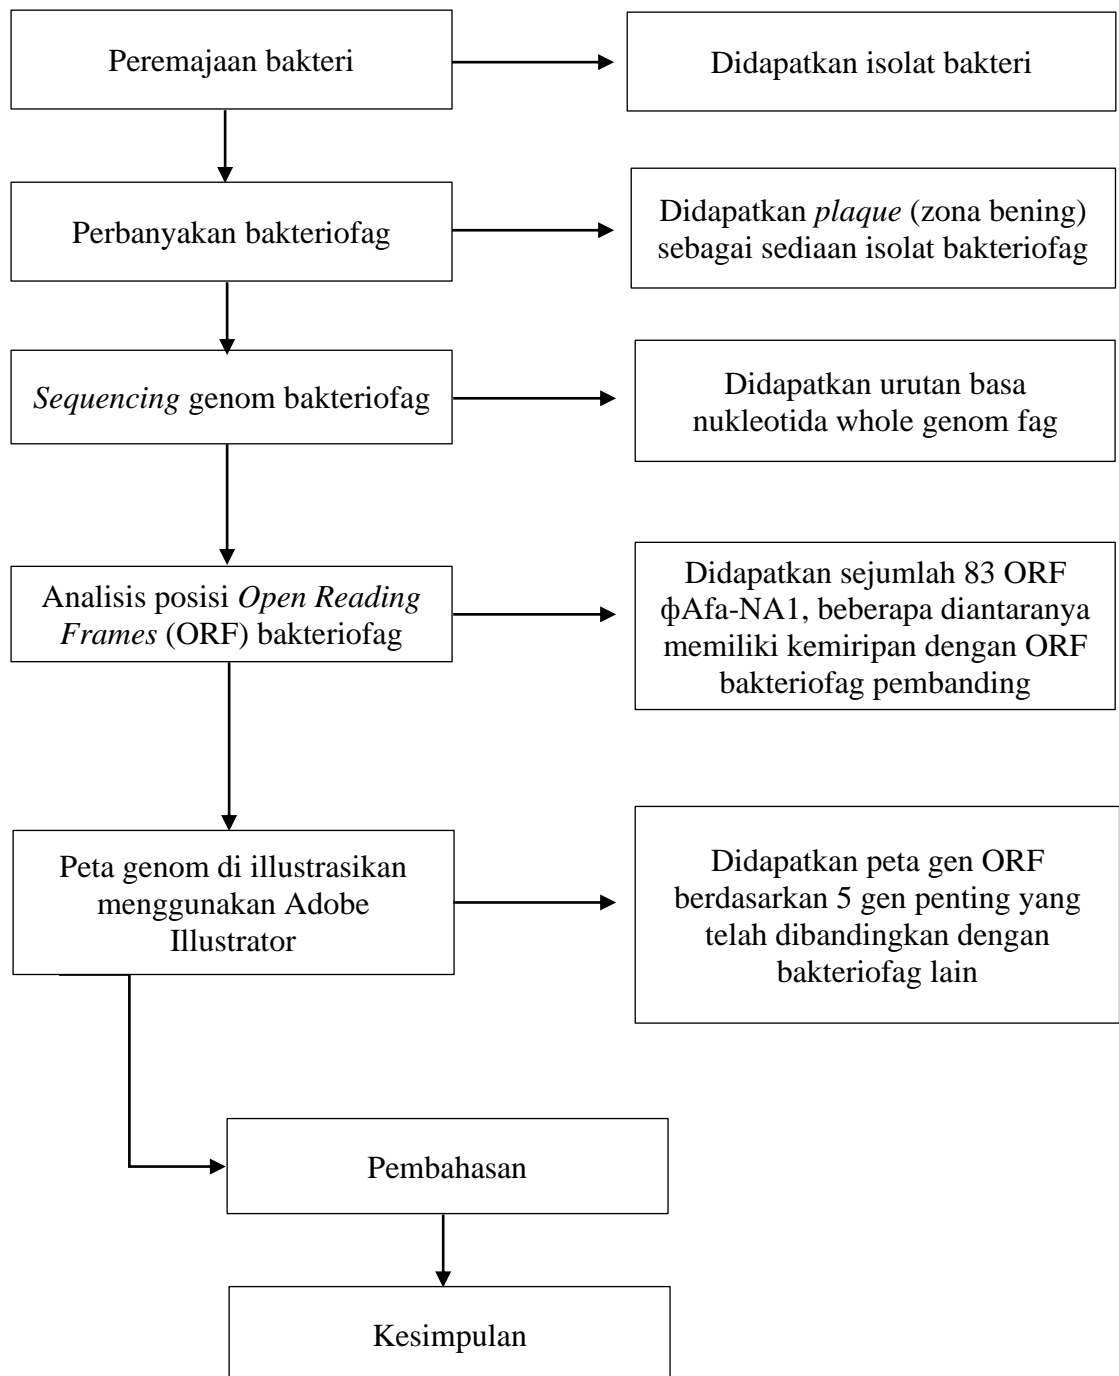 Peremajaan bakteri
Didapatkan isolat bakteri
Perbanyakan bakteriofag
Didapatkan plaque (zona bening)
sebagai sediaan isolat bakteriofag
Sequencing genom bakteriofag
Didapatkan urutan basa
nukleotida whole genom fag
Analisis posisi Open Reading
Frames (ORF) bakteriofag
Didapatkan sejumlah 83 ORF
фAfa-NA1, beberapa diantaranya
memiliki kemiripan dengan ORF
bakteriofag pembanding
Peta genom di illustrasikan
menggunakan Adobe
Illustrator
Didapatkan peta gen ORF
berdasarkan 5 gen penting yang
telah dibandingkan dengan
bakteriofag lain
Pembahasan
Kesimpulan